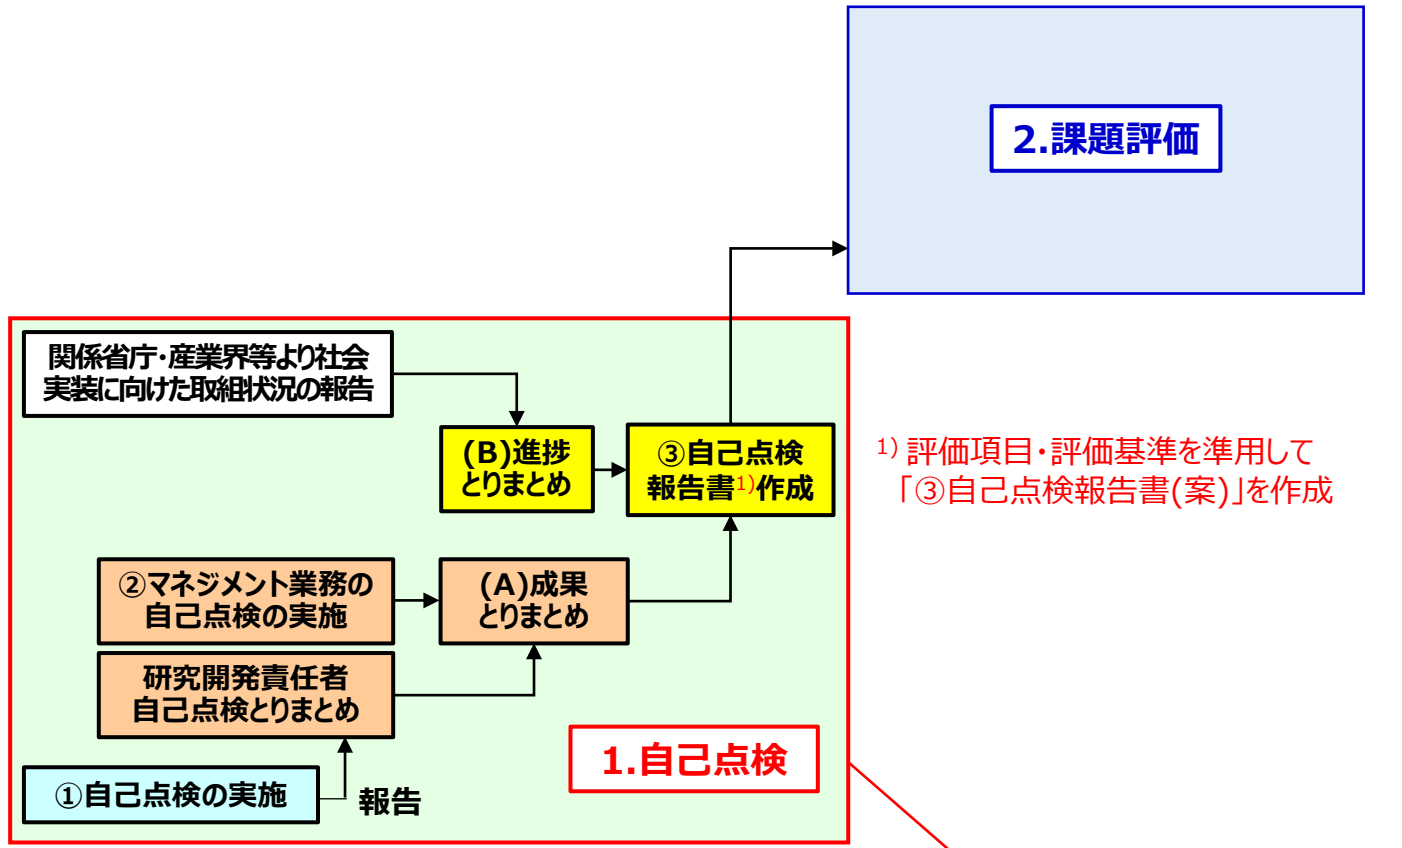 2.課題評価
関係省庁・産業界等より社会
実装に向けた取組状況の報告
(B)進捗
とりまとめ
③自己点検
報告書1)作成
1) 評価項目・評価基準を準用して
「③自己点検報告書(案)」を作成
②マネジメント業務の
自己点検の実施
(A)成果
とりまとめ
研究開発責任者
自己点検とりまとめ
1.自己点検
①自己点検の実施
報告